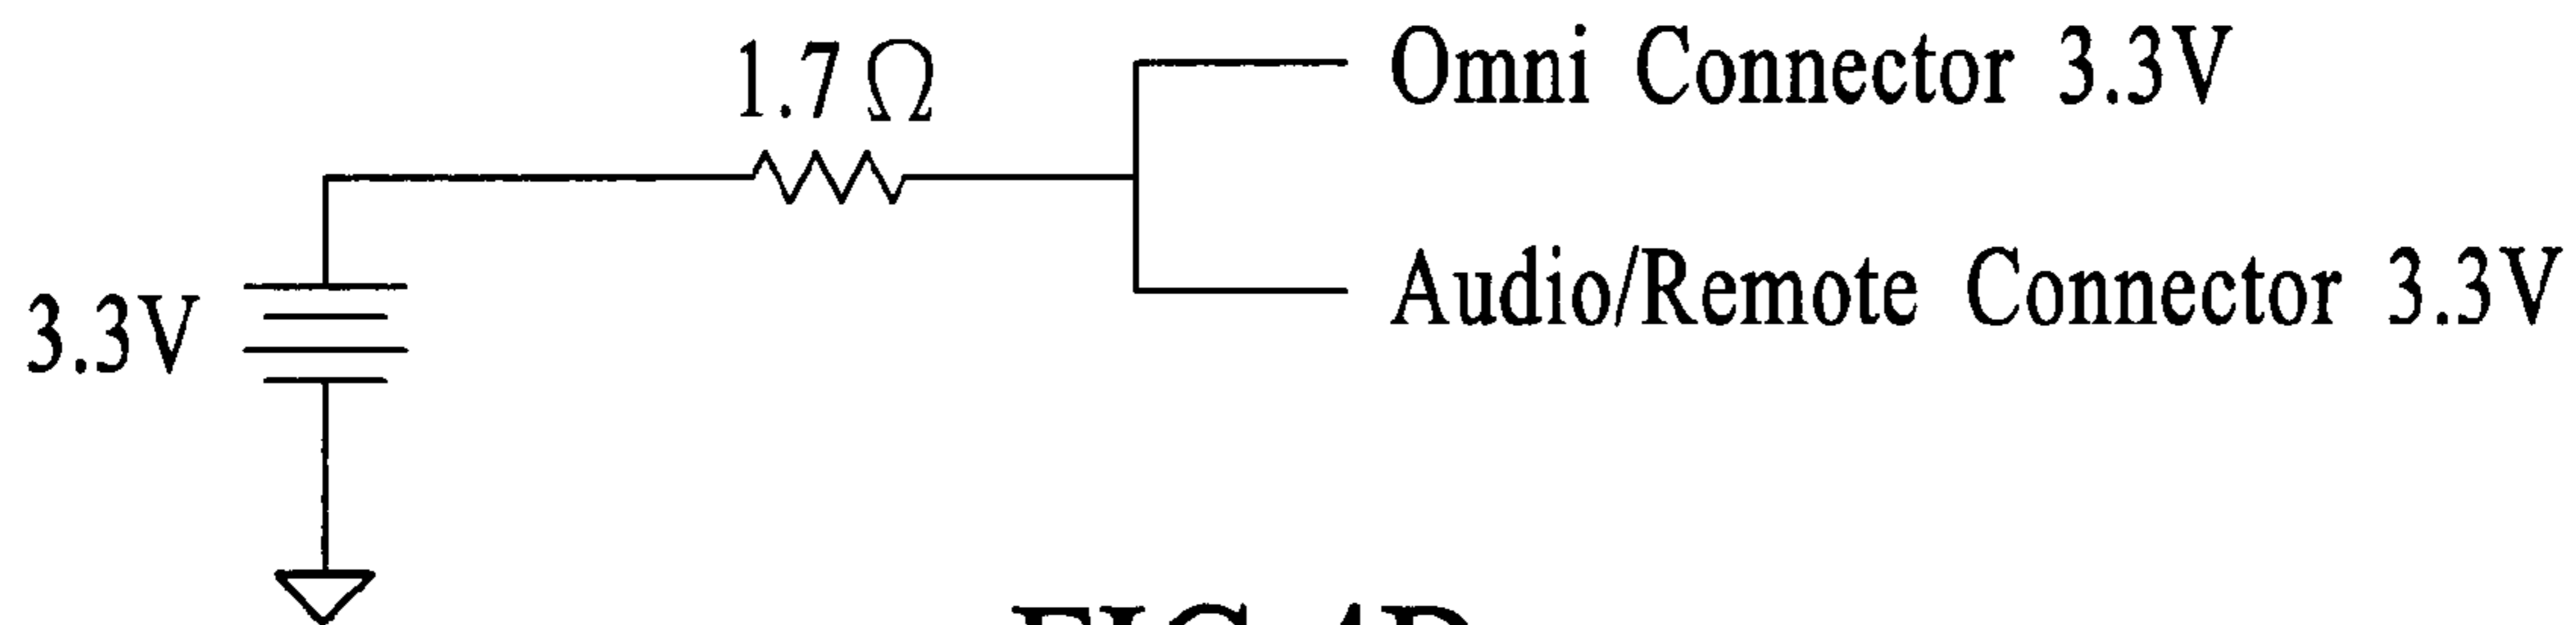 1.7 Ω
Omni Connector 3.3V
3.3V
Audio/Remote Connector 3.3V